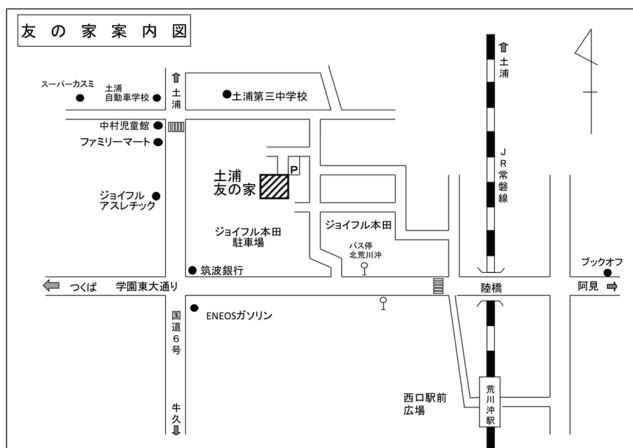 友の家案内図
スーパーカスミ
土浦
自動車学校
土浦
土浦第三中学校
土浦
中村児童館
ファミリーマート
P
土浦
友の家
JR常磐線
ジョイフル
アスレチック
ジョイフル本田
駐車場
ジョイフル本田
バス停
北荒川沖
筑波銀行
ブックオフ
つくば
学園東大通り
陸橋
阿見
国道6号
ENEOSガソリン
牛久
西口駅前
広場
荒川沖駅